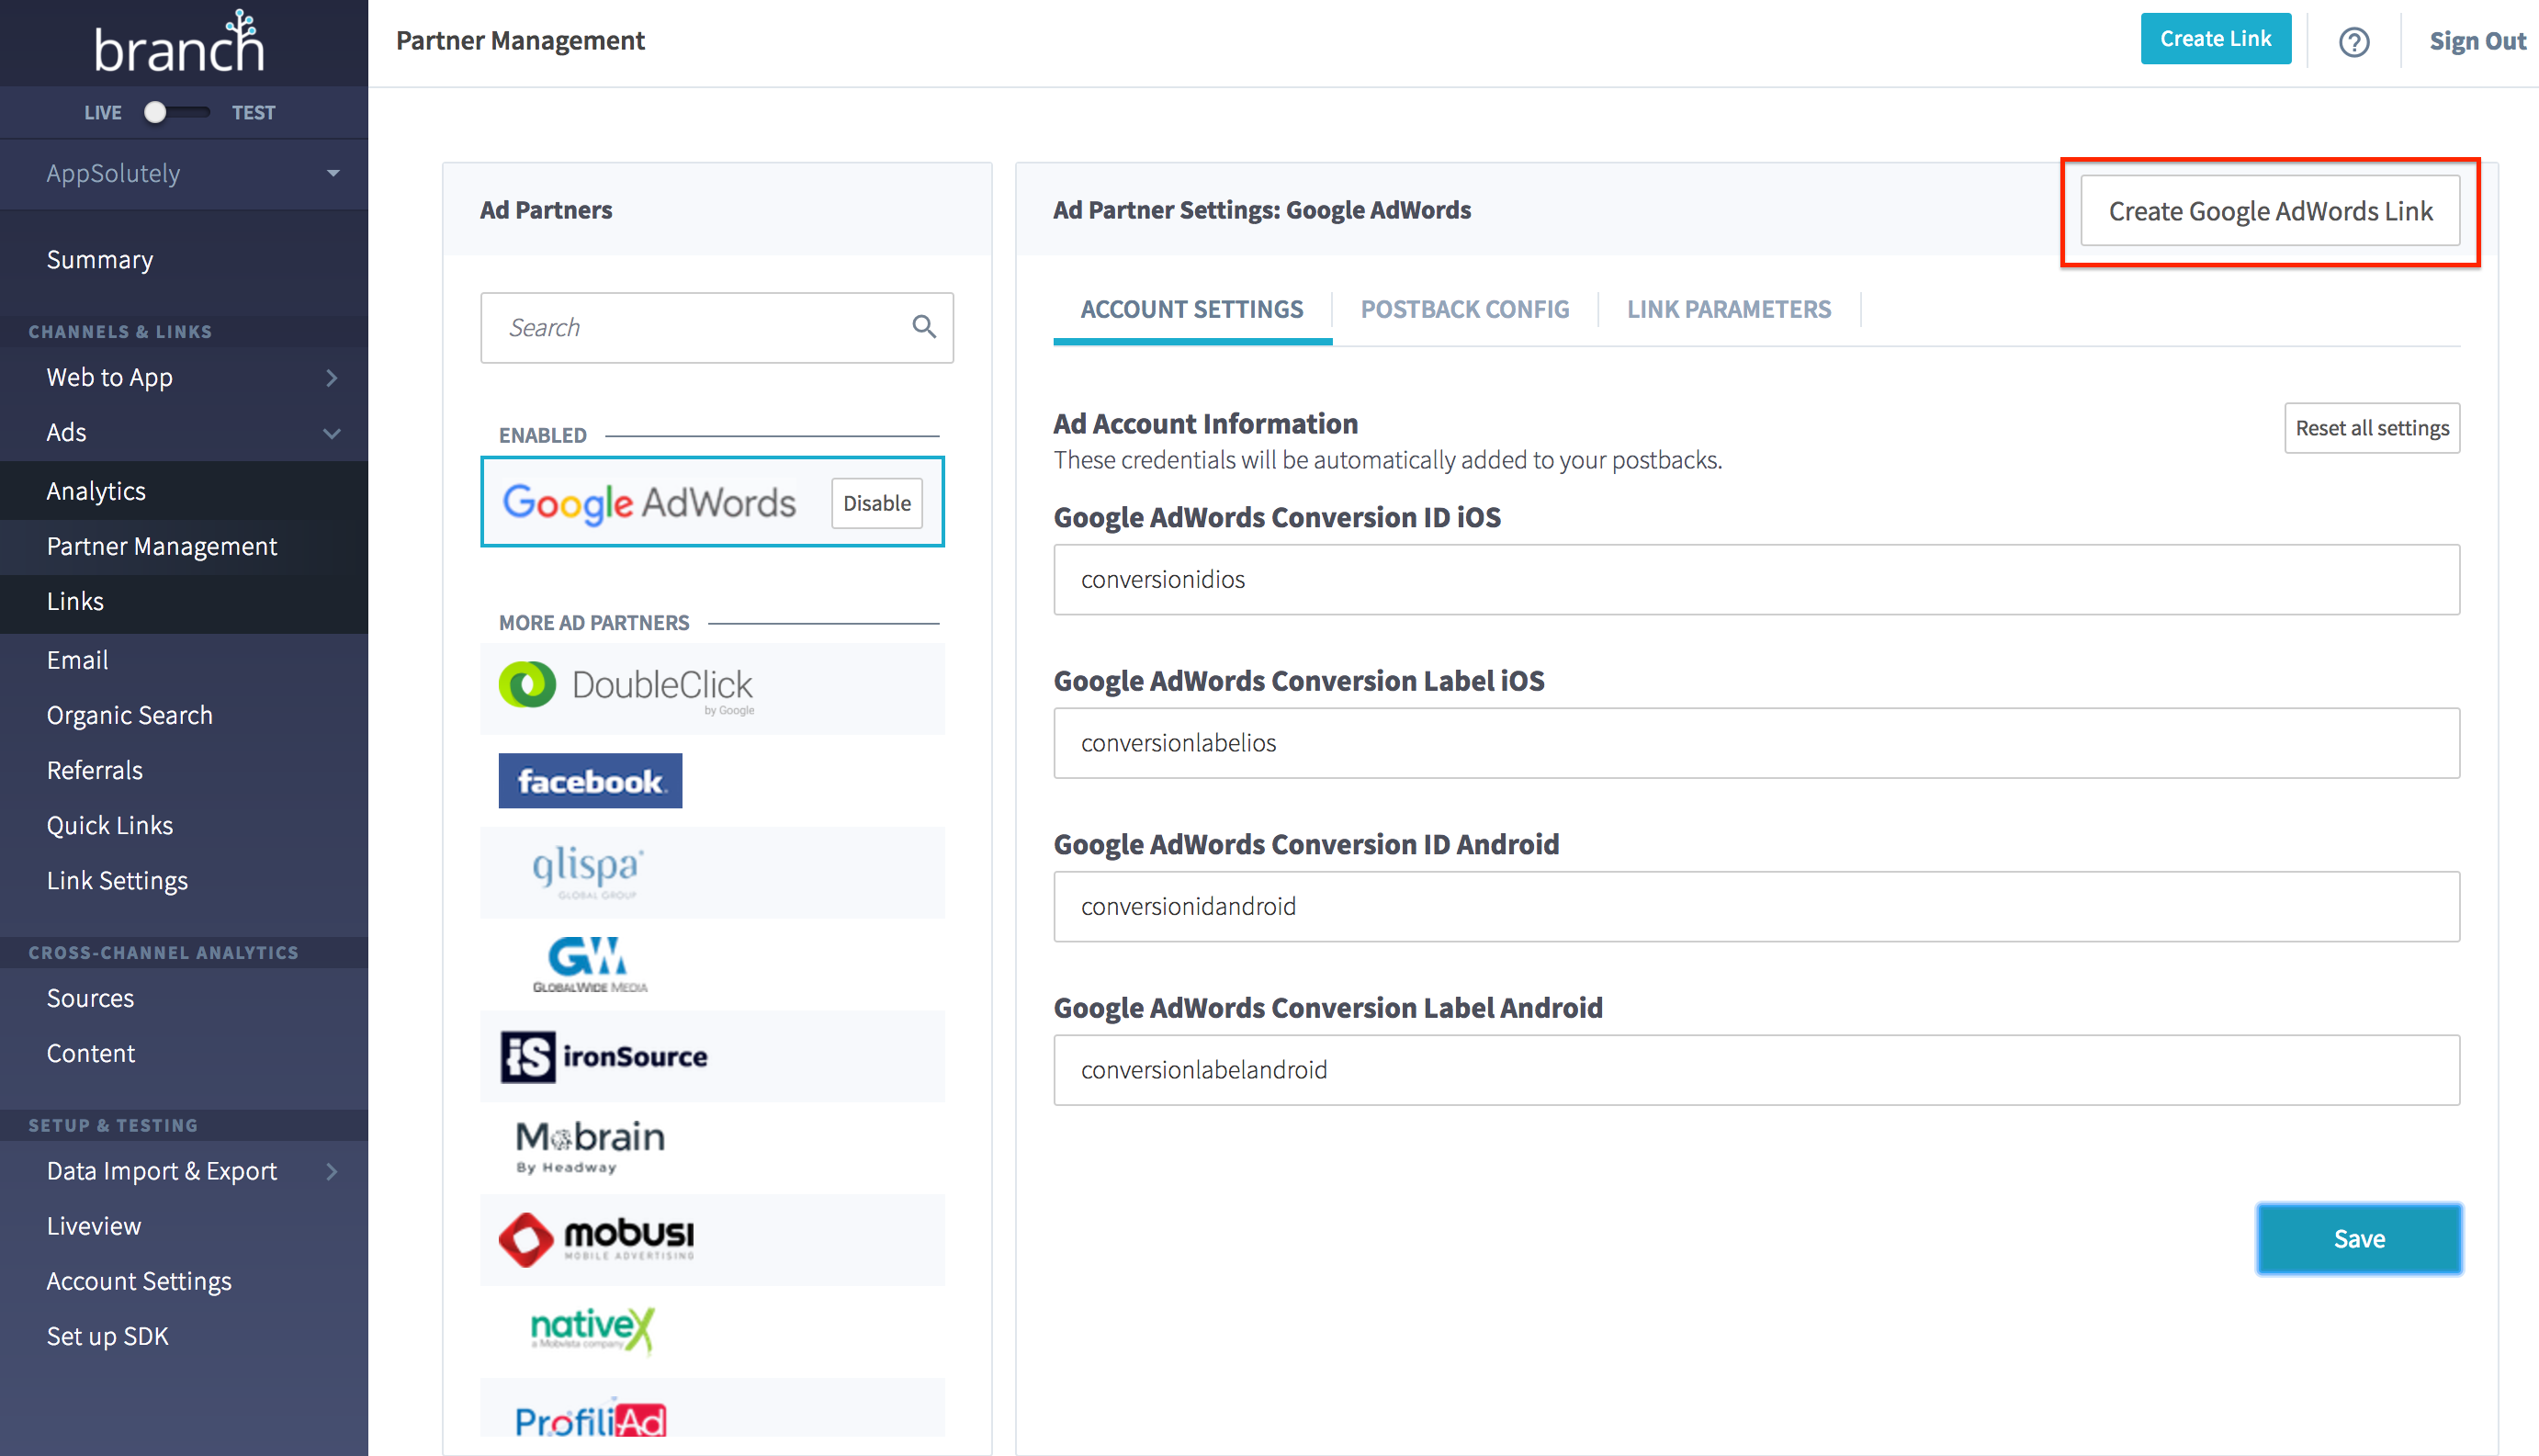 branch
LIVE TEST
AppSolutely
Summary
CHANNELS & LINKS
Web to App
Ads
Analytics
Partner Management
Links
Email
Organic Search
Referrals
Quick Links
Link Settings
CROSS-CHANNEL ANALYTICS
Sources
Content
SETUP & TESTING
Data Import & Export
Liveview
Account Settings
Set up SDK
Partner Management
Create Link
?
Sign Out
Ad Partners
Search
ENABLED
Google AdWords
Disable
MORE AD PARTNERS
DoubleClick
by Google
facebook.
glispa
GLOBAL GROUP
GW
GLOBALWIDE MEDIA
iS ironSource
Mobrain
By Headway
mobusi
MOBILE ADVERTISING
nativeX
a Mobvista company
ProfiliAd
Ad Partner Settings: Google AdWords
Create Google AdWords Link
ACCOUNT SETTINGS
POSTBACK CONFIG
LINK PARAMETERS
Ad Account Information
Reset all settings
These credentials will be automatically added to your postbacks.
Google AdWords Conversion ID iOS
conversionidios
Google AdWords Conversion Label iOS
conversionlabelios
Google AdWords Conversion ID Android
conversionidandroid
Google AdWords Conversion Label Android
conversionlabelandroid
Save